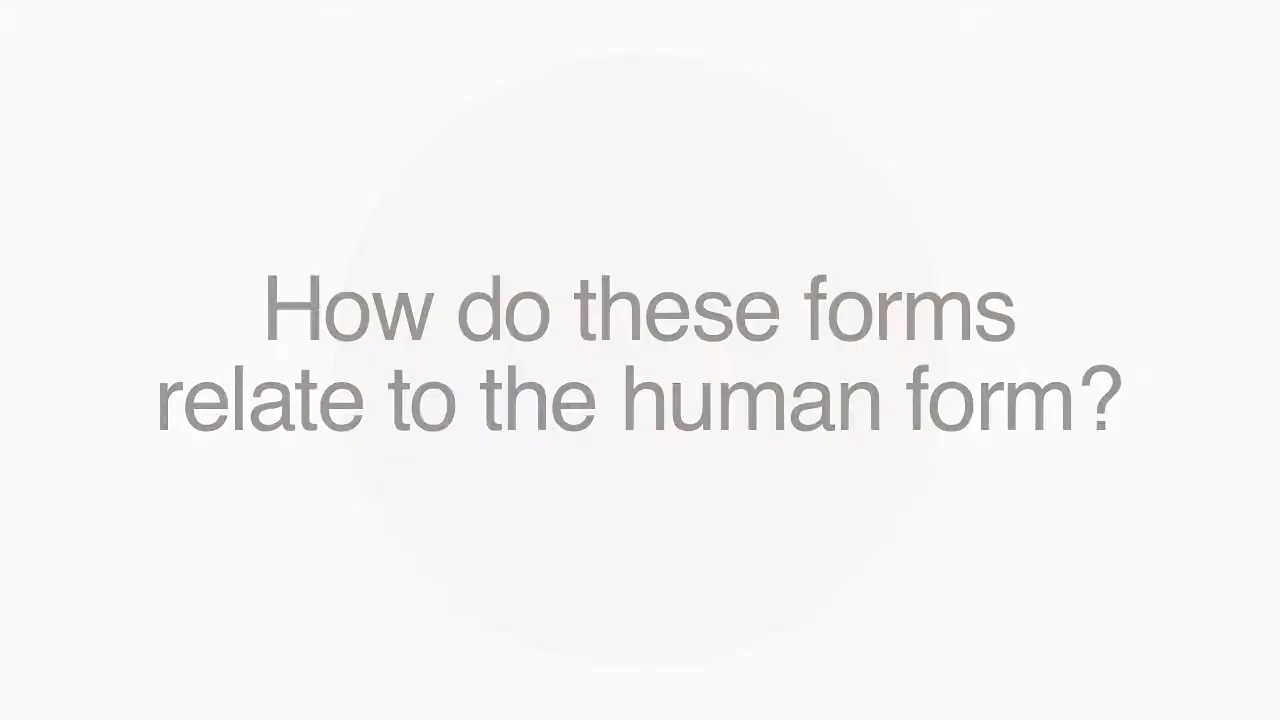 How do these forms
relate to the human form?